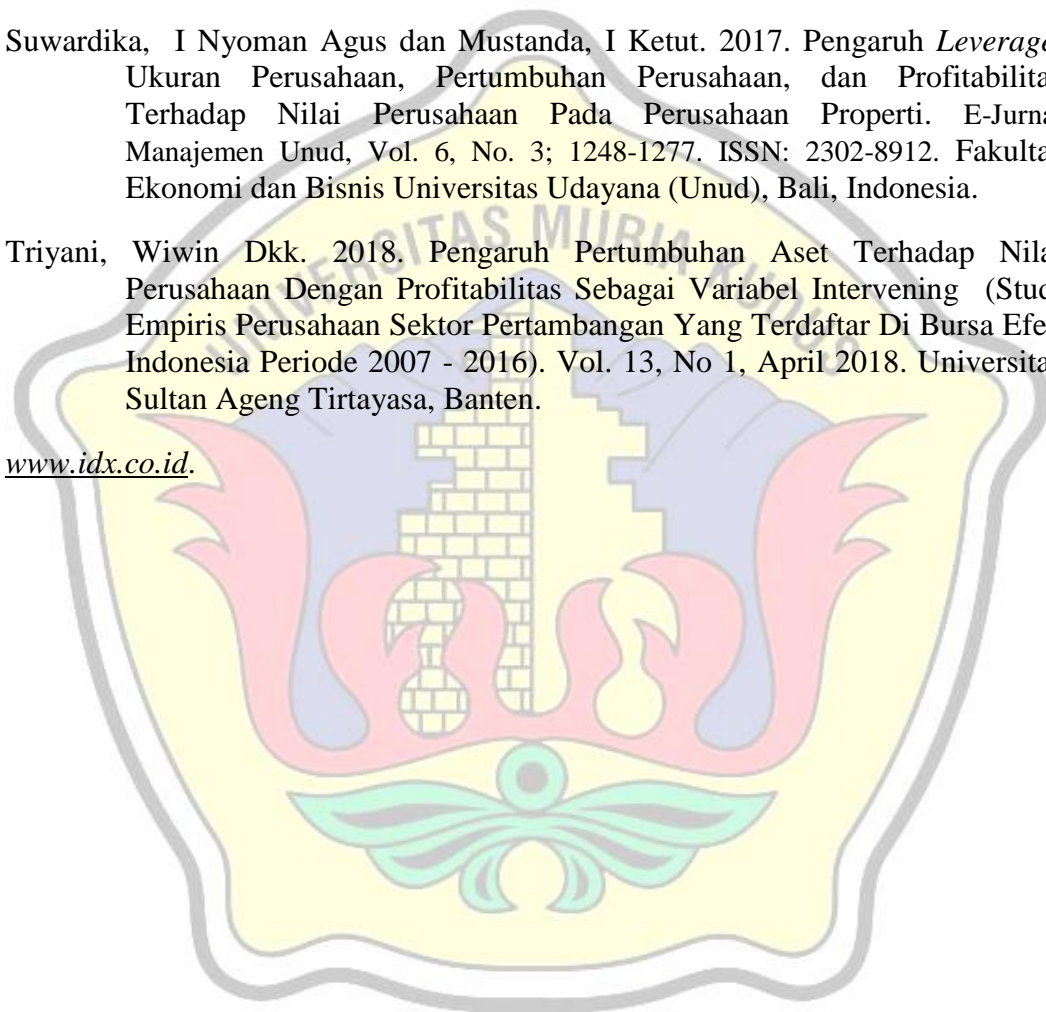 Suwardika, I Nyoman Agus dan Mustanda, I Ketut. 2017. Pengaruh Leverage
Ukuran Perusahaan, Pertumbuhan Perusahaan, dan Profitabilita
Terhadap Nilai Perusahaan Pada Perusahaan Properti. E-Jurna
Manajemen Unud, Vol. 6, No. 3; 1248-1277. ISSN: 2302-8912. Fakulta
Ekonomi dan Bisnis Universitas Udayana (Unud), Bali, Indonesia.
UNIVERSITAS MURIA KUDUS
Triyani, Wiwin Dkk. 2018. Pengaruh Pertumbuhan Aset Terhadap Nila
Perusahaan Dengan Profitabilitas Sebagai Variabel Intervening (Stud
Empiris Perusahaan Sektor Pertambangan Yang Terdaftar Di Bursa Efe
Indonesia Periode 2007 - 2016). Vol. 13, No 1, April 2018. Universita
Sultan Ageng Tirtayasa, Banten.
www.idx.co.id.